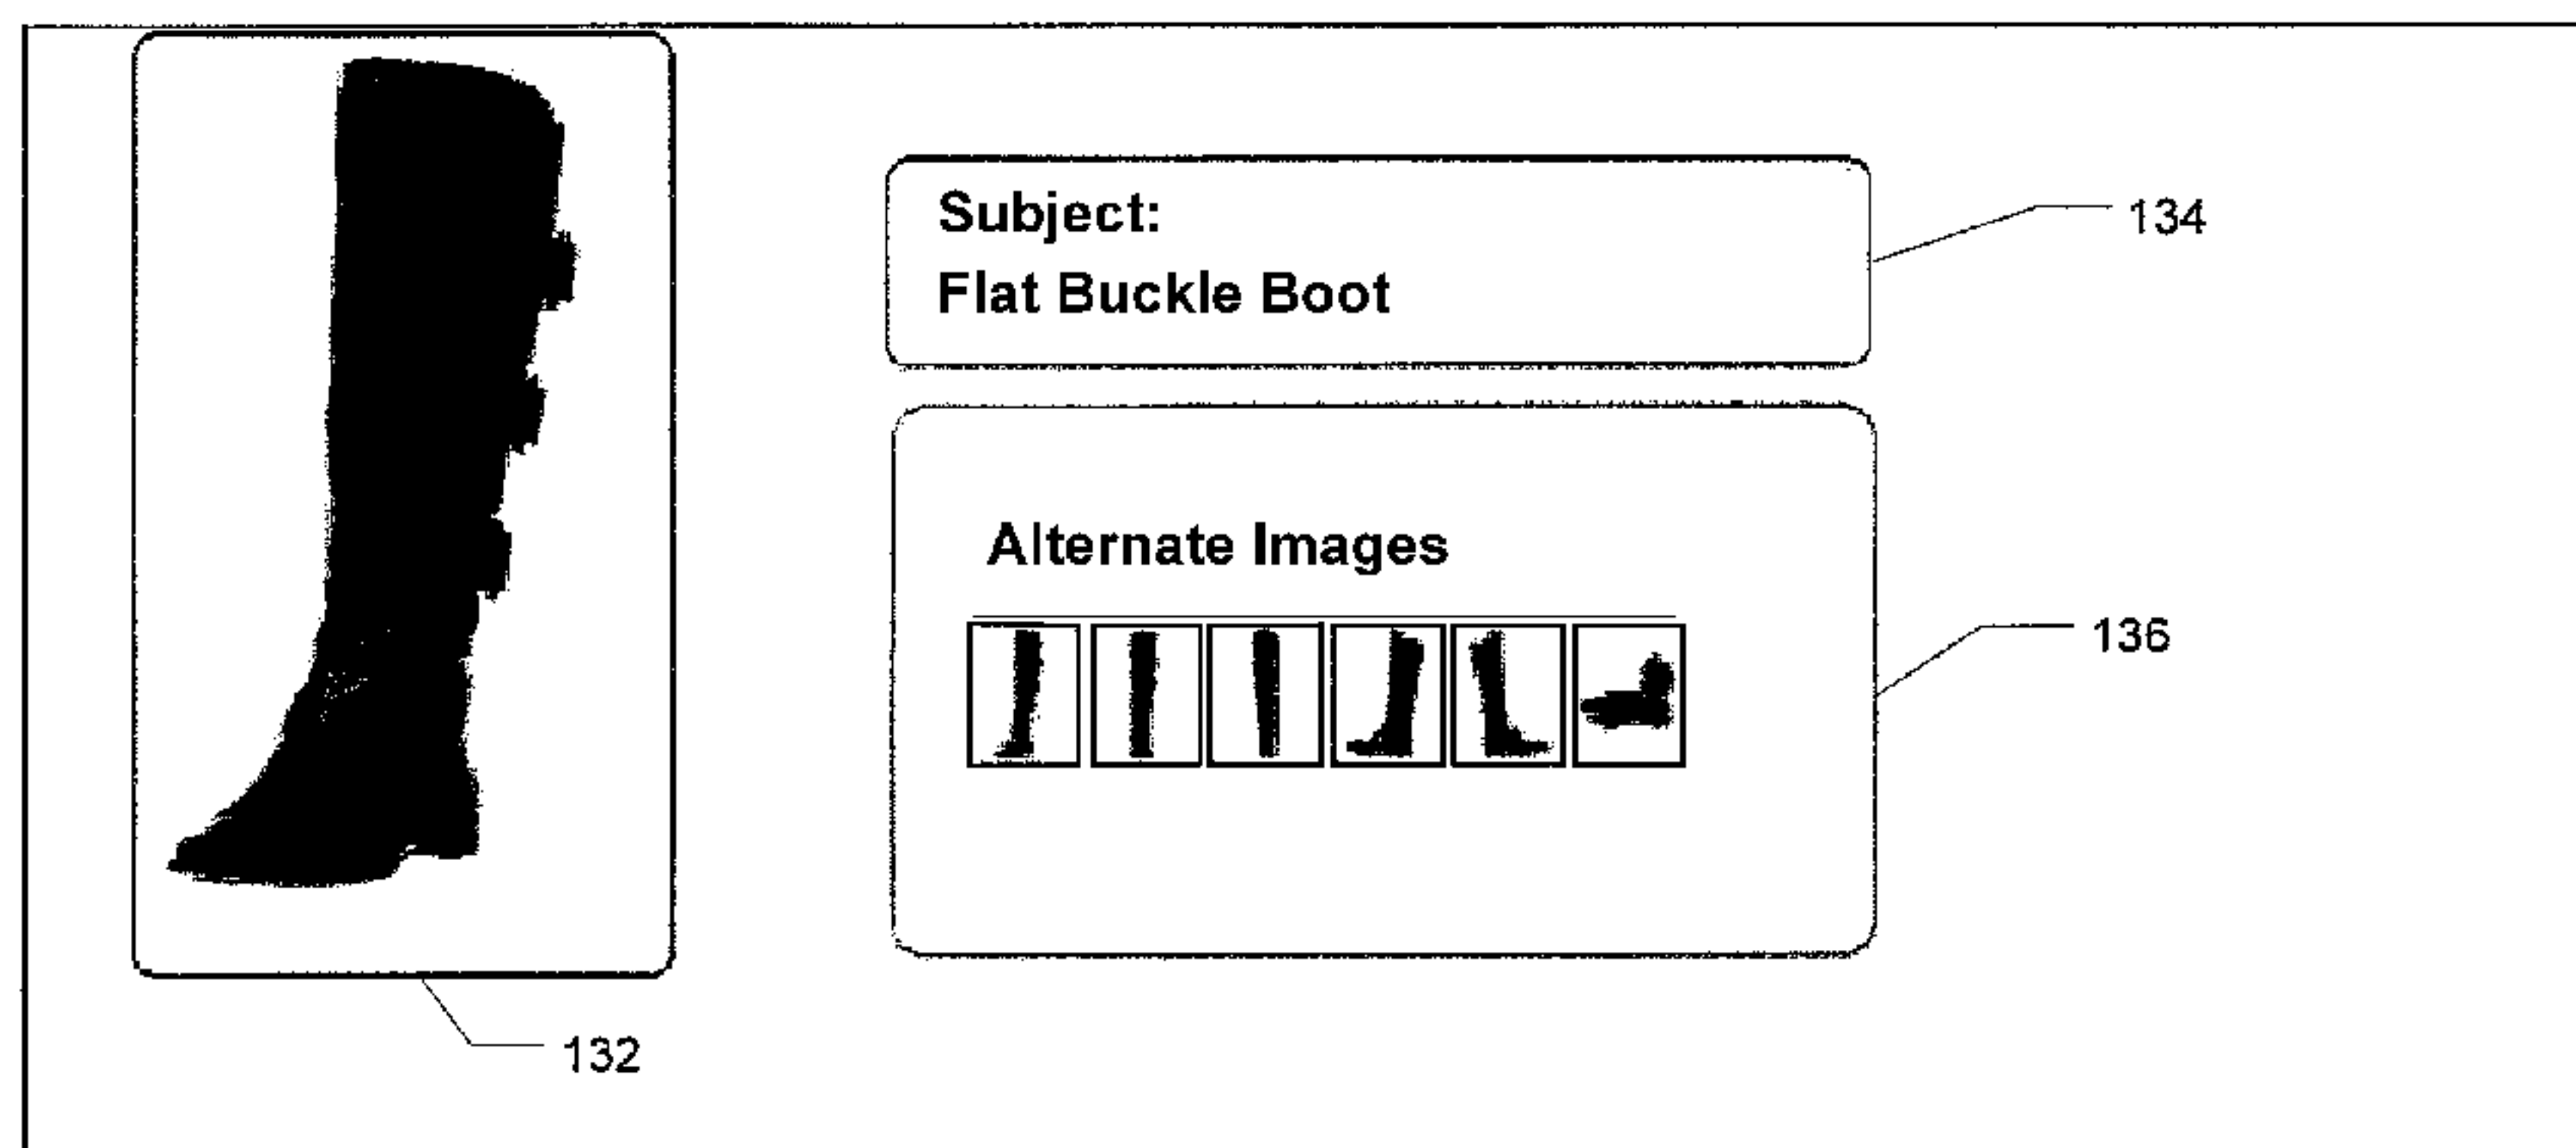 Subject:
Flat Buckle Boot
134
Alternate Images
136
132